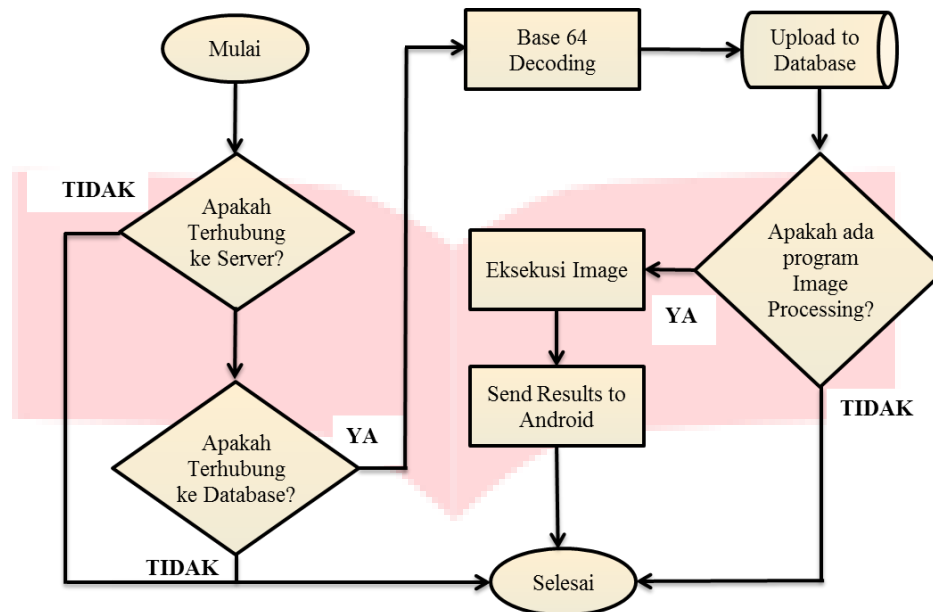 Mulai
TIDAK
Apakah
Terhubung
ke Server?
Apakah
Terhubung
ke Database?
YA
TIDAK
Base 64
Decoding
Upload to
Database
Apakah ada
program
Image
Processing?
YA
TIDAK
Eksekusi Image
Send Results to
Android
Selesai